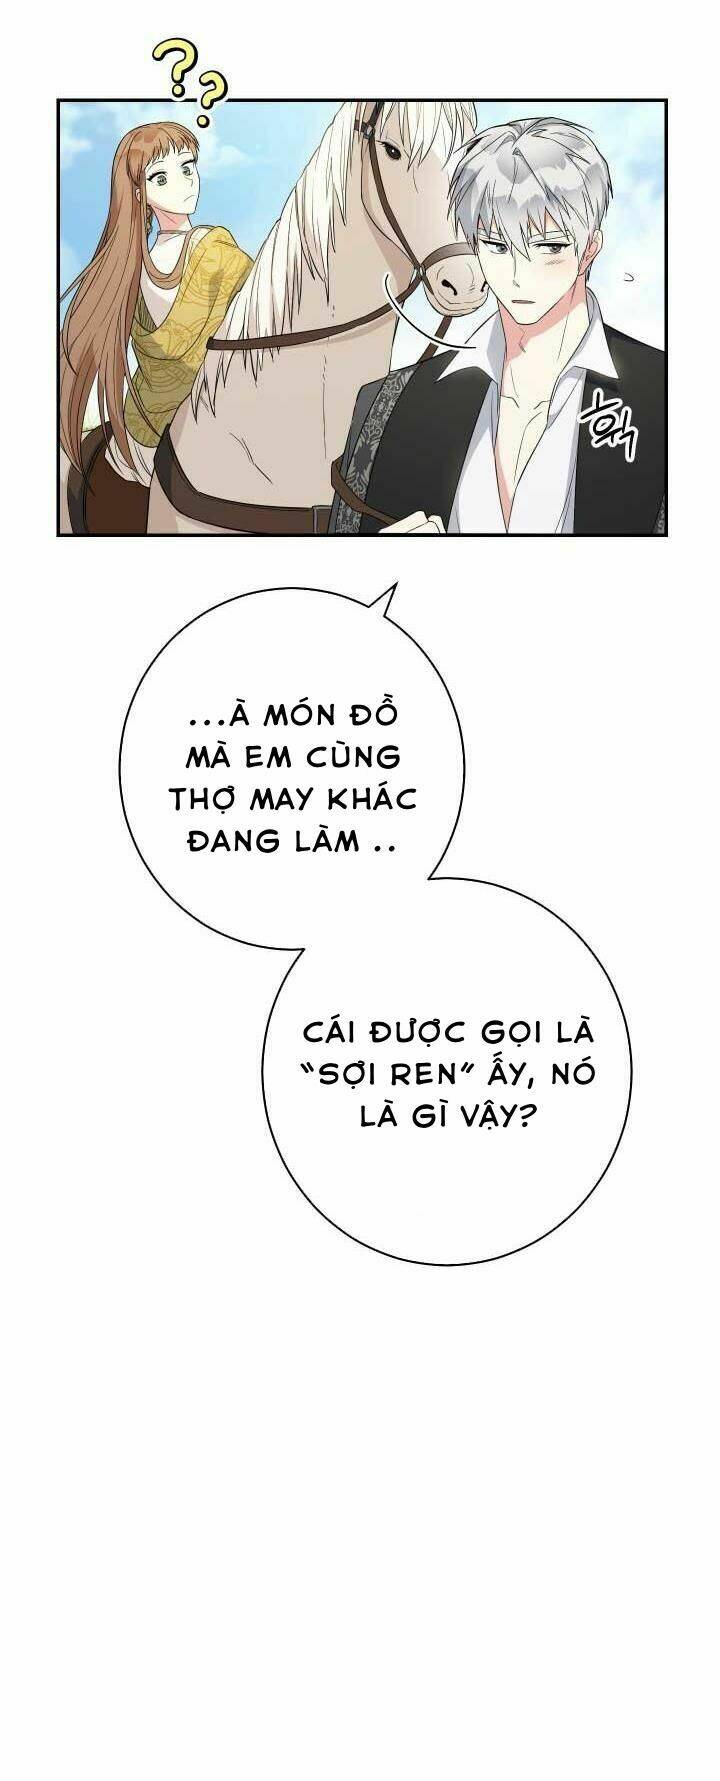 ??
확
...À MÓN ĐỒ
MÀ EM CÙNG
THỢ MAY KHÁC
ĐANG LÀM ..
CÁI ĐƯỢC GỌI LÀ
"SỢI REN" ẤY, NÓ
LÀ GÌ VẬY?